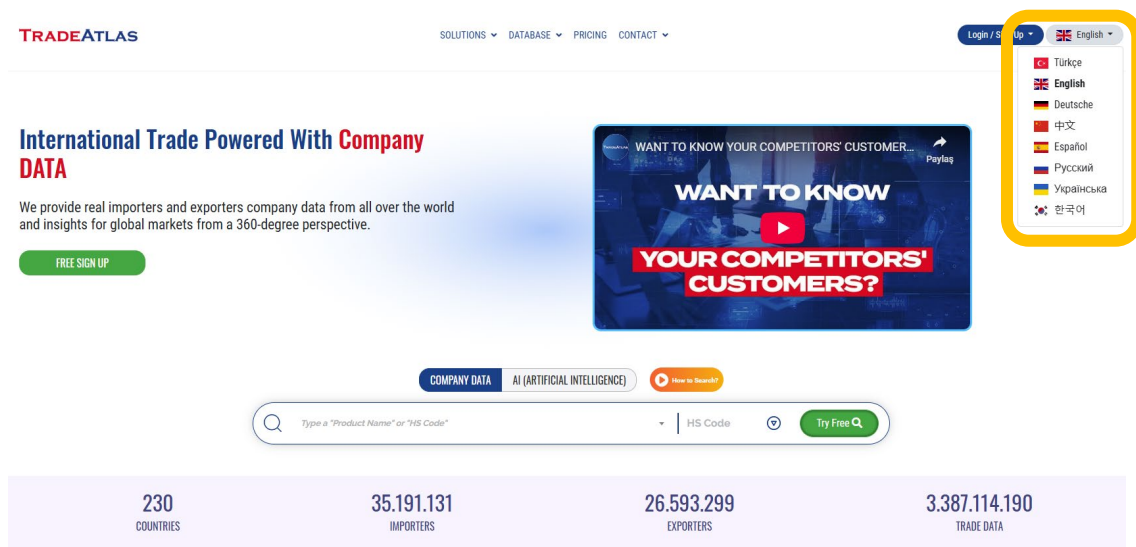 TRADEATLAS
SOLUTIONS DATABASE PRICING CONTACT
Login / S Up
English
Türkçe
English
Deutsche
中文
Español
Русский
Українська
한국어
International Trade Powered With Company
DATA
We provide real importers and exporters company data from all over the world
and insights for global markets from a 360-degree perspective.
FREE SIGN UP
WANT TO KNOW YOUR COMPETITORS' CUSTOMER...
Paylaş
WANT TO KNOW
YOUR COMPETITORS'
CUSTOMERS?
COMPANY DATA AI (ARTIFICIAL INTELLIGENCE) How to Search?
Type a "Product Name" or "HS Code" HS Code Try Free
230 35.191.131 26.593.299 3.387.114.190
COUNTRIES IMPORTERS EXPORTERS TRADE DATA